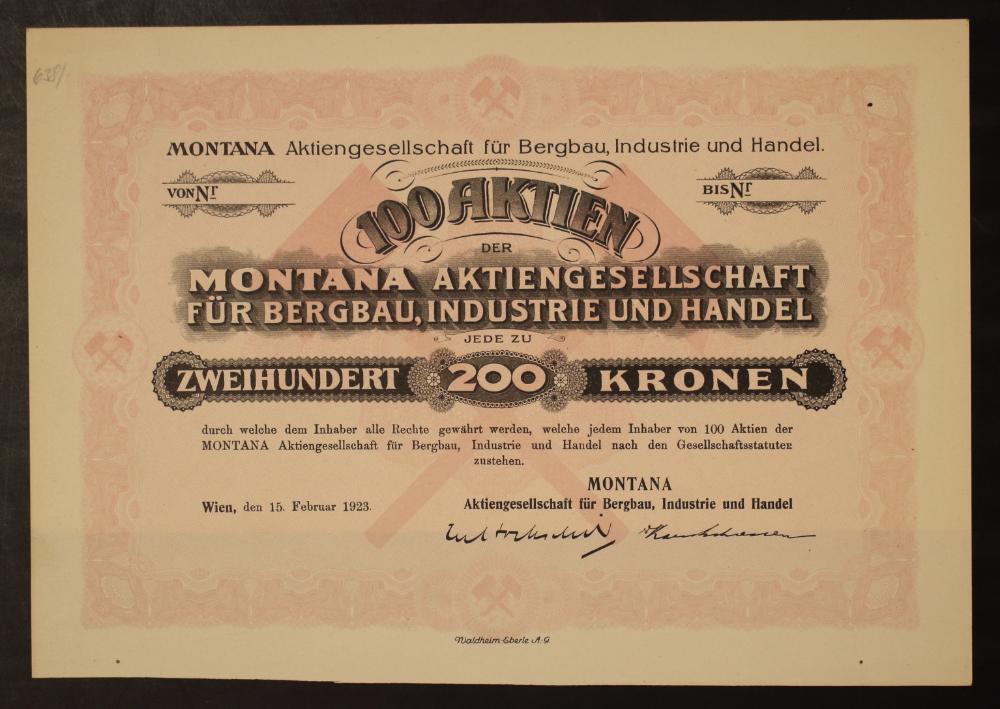 638/
MONTANA Aktiengesellschaft für Bergbau, Industrie und Handel.
VON Nr
BIS Nr
100 AKTIEN
DER
MONTANA AKTIENGESELLSCHAFT
FÜR BERGBAU, INDUSTRIE UND HANDEL
JEDE ZU
ZWEIHUNDERT 200 KRONEN
durch welche dem Inhaber alle Rechte gewährt werden, welche jedem Inhaber von 100 Aktien der
MONTANA Aktiengesellschaft für Bergbau, Industrie und Handel nach den Gesellschaftsstatuten
zustehen.
MONTANA
Wien, den 15. Februar 1923.
Aktiengesellschaft für Bergbau, Industrie und Handel
Waldheim-Eberle A. G.